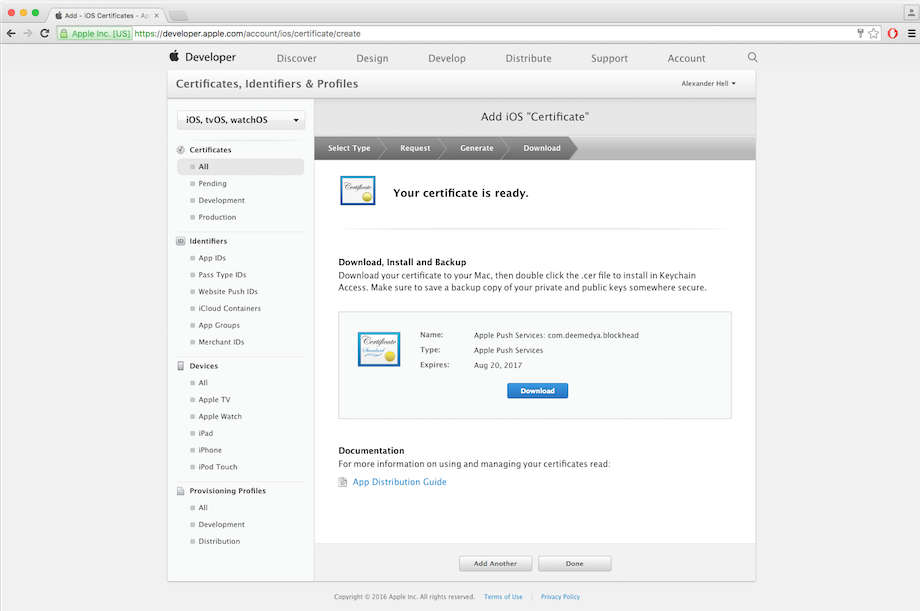 Add - iOS Certificates - Ap
Apple Inc. [US] https://developer.apple.com/account/ios/certificate/create
Developer Discover Design Develop Distribute Support Account
Certificates, Identifiers & Profiles Alexander Hell
iOS, tvOS, watchOS
Certificates
All
Pending
Development
Production
Identifiers
App IDs
Pass Type IDs
Website Push IDs
iCloud Containers
App Groups
Merchant IDs
Devices
All
Apple TV
Apple Watch
iPad
iPhone
iPod Touch
Provisioning Profiles
All
Development
Distribution
Add iOS "Certificate"
Select Type Request Generate Download
Certificate
Your certificate is ready.
Download, Install and Backup
Download your certificate to your Mac, then double click the .cer file to install in Keychain
Access. Make sure to save a backup copy of your private and public keys somewhere secure.
Certificate
Standard
Name: Apple Push Services: com.deemedya.blockhead
Type: Apple Push Services
Expires: Aug 20, 2017
Download
Documentation
For more information on using and managing your certificates read:
App Distribution Guide
Add Another Done
Copyright © 2016 Apple Inc. All rights reserved. Terms of Use Privacy Policy